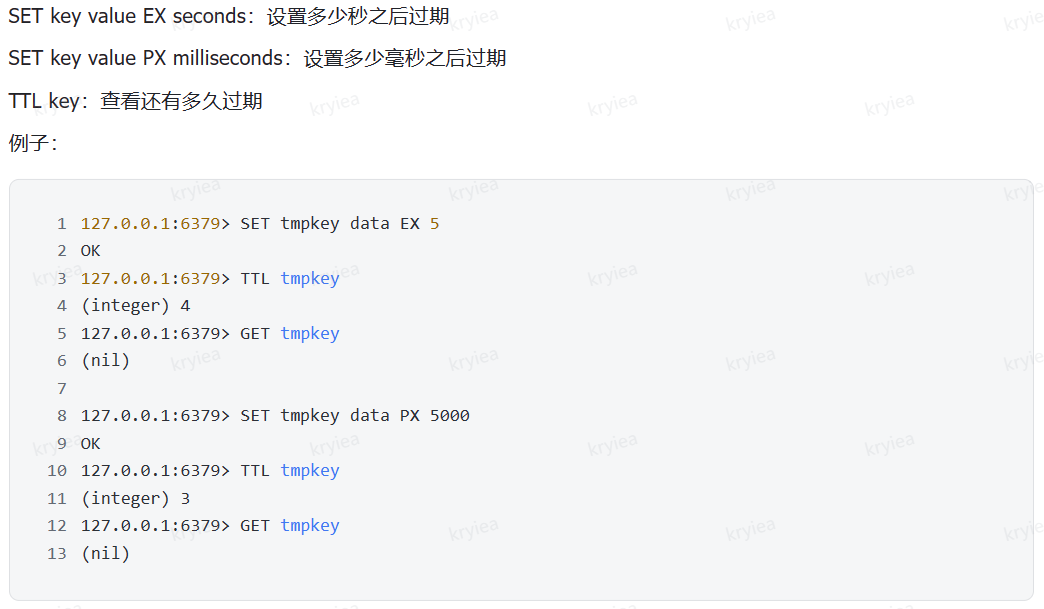 SET key value EX seconds：设置多少秒之后过期
SET key value PX milliseconds：设置多少毫秒之后过期
TTL key：查看还有多久过期
例子：
1 127.0.0.1:6379> SET tmpkey data EX 5
2 OK
3 127.0.0.1:6379> TTL tmpkey
4 (integer) 4
5 127.0.0.1:6379> GET tmpkey
6 (nil)
7
8 127.0.0.1:6379> SET tmpkey data PX 5000
9 OK
10 127.0.0.1:6379> TTL tmpkey
11 (integer) 3
12 127.0.0.1:6379> GET tmpkey
13 (nil)
kryiea